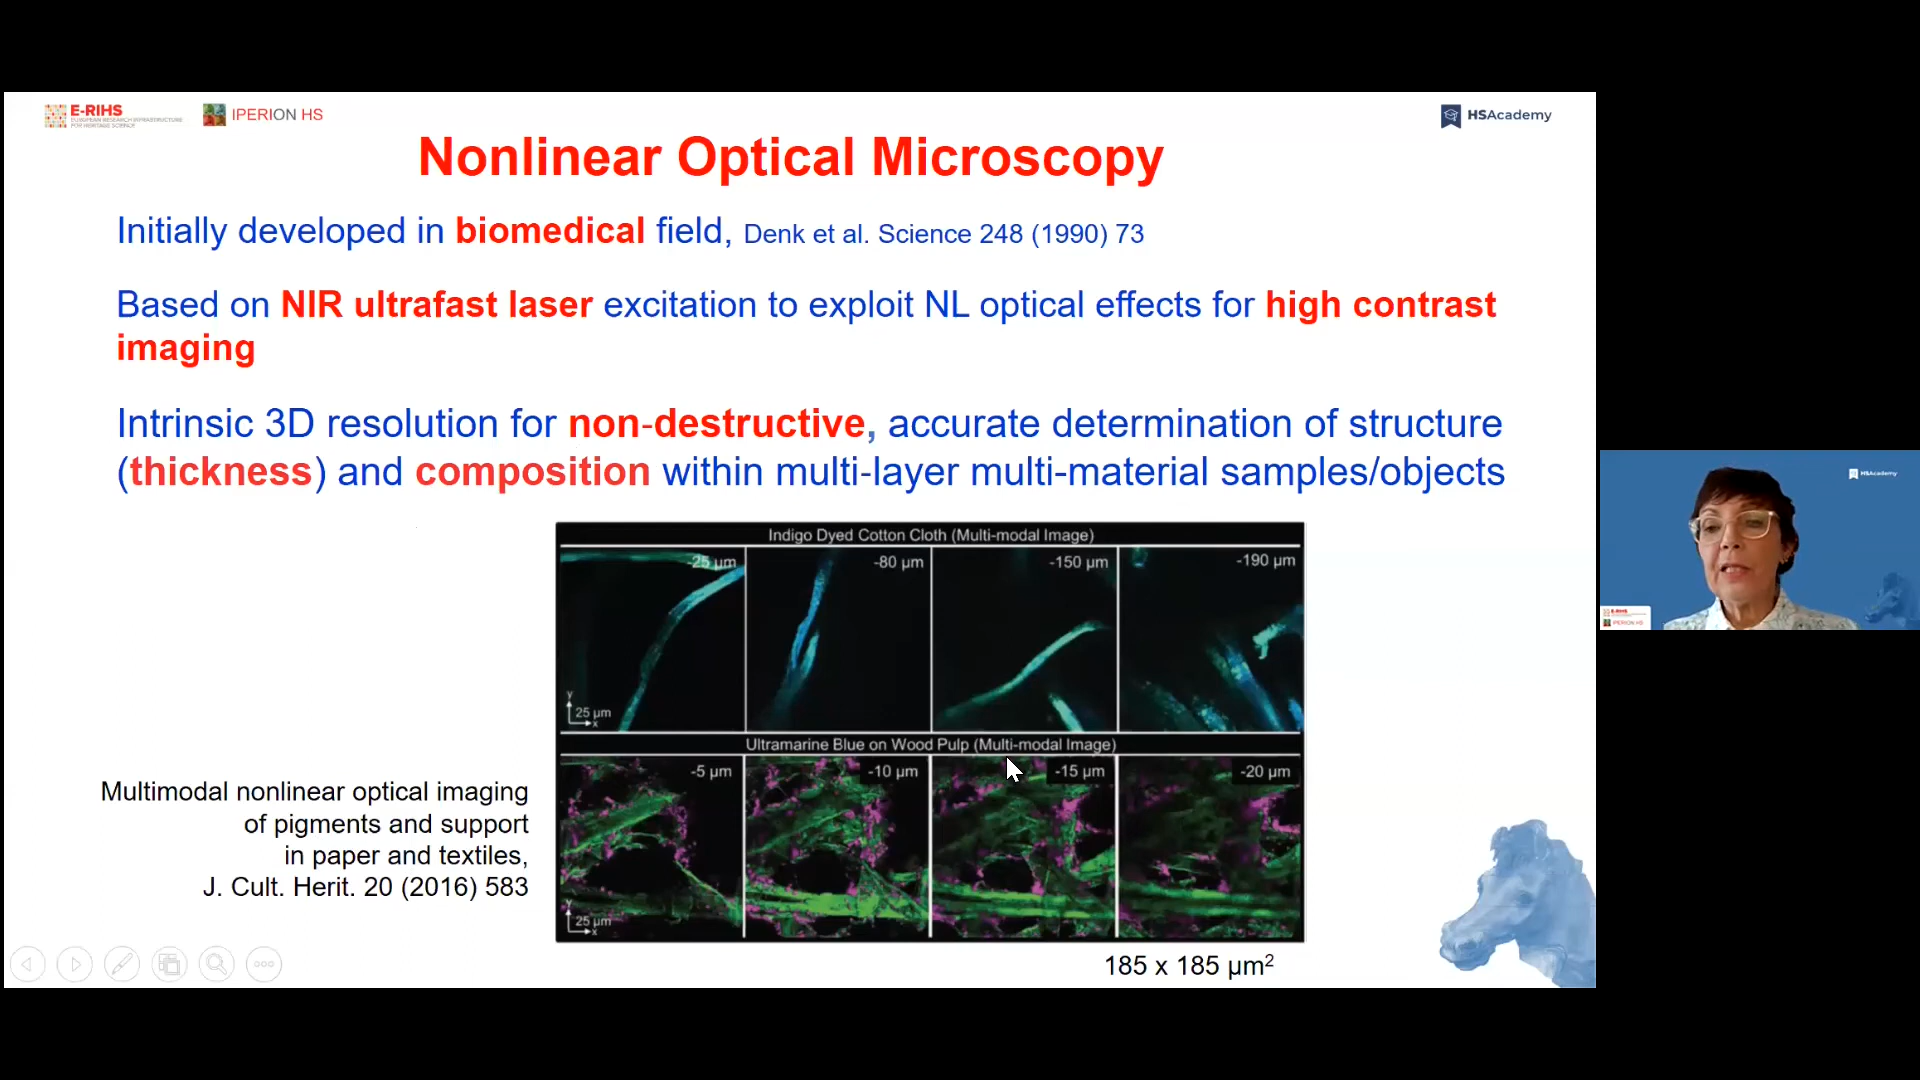 E-RIHS
EUROPEAN RESEARCH INFRASTRUCTURE
FOR HERITAGE SCIENCE
IPERION HS
HSAcademy
Nonlinear Optical Microscopy
Initially developed in biomedical field, Denk et al. Science 248 (1990) 73
Based on NIR ultrafast laser excitation to exploit NL optical effects for high contrast
imaging
Intrinsic 3D resolution for non-destructive, accurate determination of structure
(thickness) and composition within multi-layer multi-material samples/objects
Indigo Dyed Cotton Cloth (Multi-modal Image)
-25 µm
-80 µm
-150 µm
-190 µm
y
25 µm
x
Ultramarine Blue on Wood Pulp (Multi-modal Image)
-5 µm
-10 µm
-15 µm
-20 µm
y
25 µm
x
Multimodal nonlinear optical imaging
of pigments and support
in paper and textiles,
J. Cult. Herit. 20 (2016) 583
185 x 185 µm²
HSAcademy
E-RIHS
IPERION HS